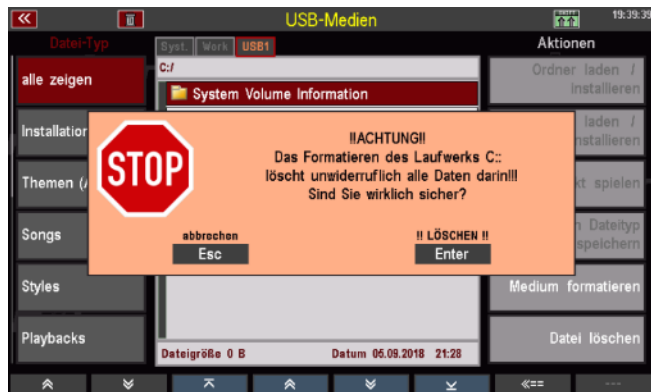 USB-Medien
19:39:39
Datei-Typ
Syst. Work USB1
Aktionen
C:/
alle zeigen
System Volume Information
Ordner laden /
Installieren
Installation
laden /
Installieren
Themen (
spielen
Songs
Dateityp
speichern
Styles
Playbacks
STOP
!!ACHTUNG!!
Das Formatieren des Laufwerks C::
löscht unwiderruflich alle Daten darin!!!
Sind Sie wirklich sicher?
abbrechen
Esc
!! LÖSCHEN !!
Enter
Medium formatieren
Datei löschen
Dateigröße 0 B
Datum 05.09.2018 21:28
<==
---